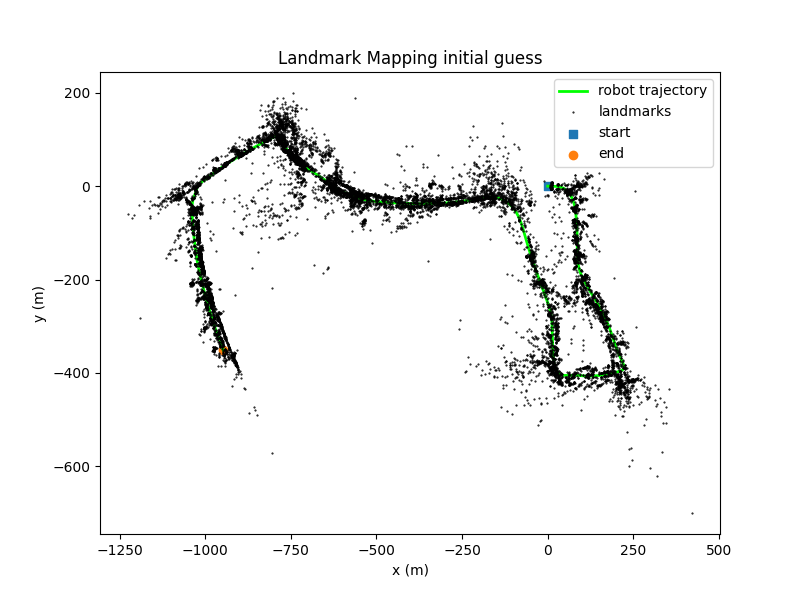 Landmark Mapping initial guess
robot trajectory
landmarks
start
end
200
0
−200
−400
−600
y (m)
−1250 −1000 −750 −500 −250 0 250 500
x (m)